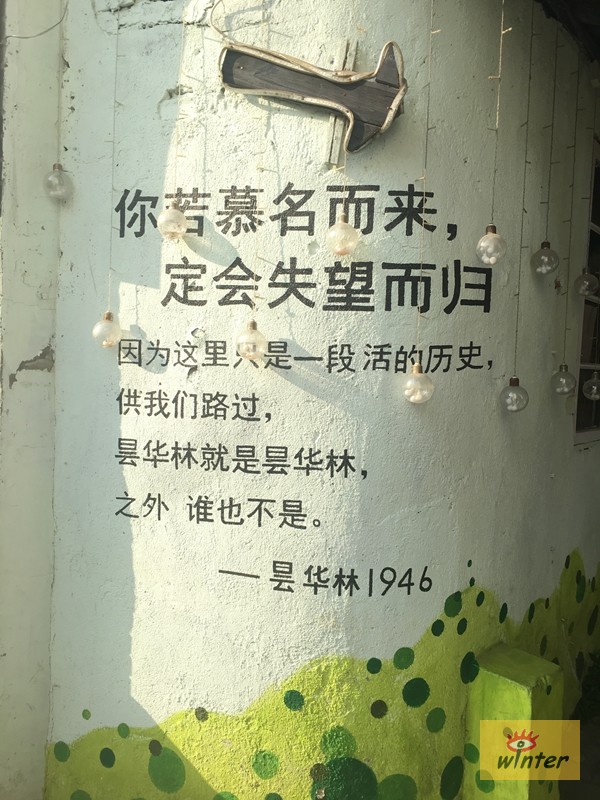 你若慕名而来，
定会失望而归
因为这里只是一段活的历史，
供我们路过，
昙华林就是昙华林，
之外 谁也不是。
— 昙华林1946
winter